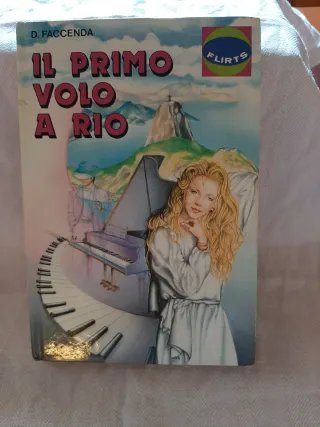 D. FACCENDA
IL PRIMO
VOLO
A RIO
FLIRTS